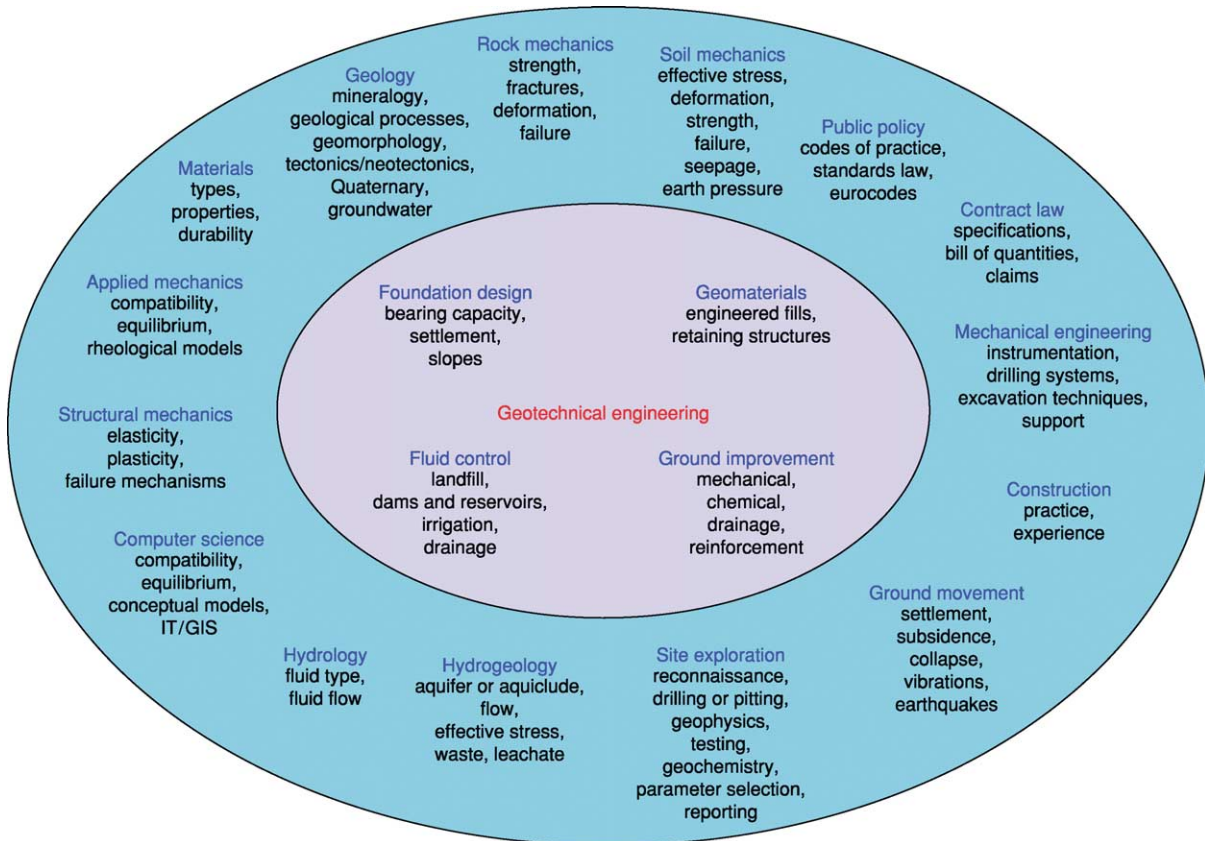 Rock mechanics
strength,
fractures,
deformation,
failure
Soil mechanics
effective stress,
deformation,
strength,
failure,
seepage,
earth pressure
Geology
mineralogy,
geological processes,
geomorphology,
tectonics/neotectonics,
Quaternary,
groundwater
Public policy
codes of practice,
standards law,
eurocodes
Materials
types,
properties,
durability
Contract law
specifications,
bill of quantities,
claims
Applied mechanics
compatibility,
equilibrium,
rheological models
Foundation design
bearing capacity,
settlement,
slopes
Geomaterials
engineered fills,
retaining structures
Mechanical engineering
instrumentation,
drilling systems,
excavation techniques,
support
Structural mechanics
elasticity,
plasticity,
failure mechanisms
Geotechnical engineering
Fluid control
landfill,
dams and reservoirs,
irrigation,
drainage
Ground improvement
mechanical,
chemical,
drainage,
reinforcement
Construction
practice,
experience
Computer science
compatibility,
equilibrium,
conceptual models,
IT/GIS
Ground movement
settlement,
subsidence,
collapse,
vibrations,
earthquakes
Hydrology
fluid type,
fluid flow
Hydrogeology
aquifer or aquiclude,
flow,
effective stress,
waste, leachate
Site exploration
reconnaissance,
drilling or pitting,
geophysics,
testing,
geochemistry,
parameter selection,
reporting